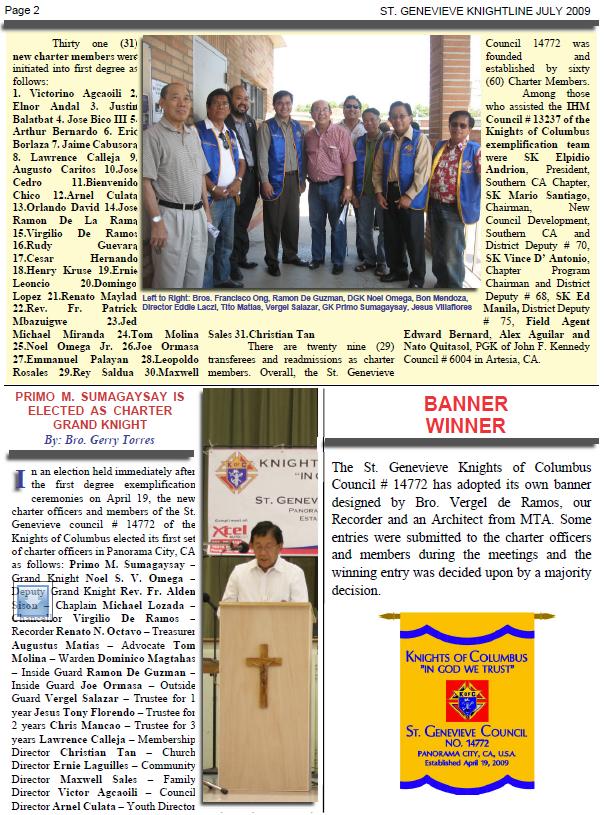 Page 2
ST. GENEVIEVE KNIGHTLINE JULY 2009
Thirty one (31)
new charter members were
initiated into first degree as
follows:
1. Victorino Agcaoili 2.
Elnor Andal 3. Justin
Balatbat 4. Jose Bico III 5.
Arthur Bernardo 6. Eric
Borlaza 7. Jaime Cabusora
8. Lawrence Calleja 9.
Augusto Caritos 10.Jose
Cedro 11.Bienvenido
Chico 12.Arnel Culata
13.Orlando David 14.Jose
Ramon De La Rama
15.Virgilio De Ramos
16.Rudy Guevara
17.Cesar Hernando
18.Henry Kruse 19.Ernie
Leoncio 20.Domingo
Lopez 21.Renato Maylad
22.Rev. Fr. Patrick
Mbazuigwe 23.Jed
Michael Miranda 24.Tom Molina
25.Noel Omega Jr. 26.Joe Ormasa
27.Emmanuel Palayan 28.Leopoldo
Rosales 29.Rey Saldua 30.Maxwell
Left to Right: Bros. Francisco Ong, Ramon De Guzman, DGK Noel Omega, Bon Mendoza,
Director Eddie Laczi, Tito Matias, Vergel Salazar, GK Primo Sumagaysay, Jesus Villaflores
Sales 31.Christian Tan
There are twenty nine (29)
transferees and readmissions as charter
members. Overall, the St. Genevieve
Council 14772 was
founded and
established by sixty
(60) Charter Members.
Among those
who assisted the IHM
Council # 13237 of the
Knights of Columbus
exemplification team
were SK Elpidio
Andrion, President,
Southern CA Chapter,
SK Mario Santiago,
Chairman, New
Council Development,
Southern CA and
District Deputy # 70,
SK Vince D' Antonio,
Chapter Program
Chairman and District
Deputy # 68, SK Ed
Manila, District Deputy
# 75, Field Agent
Edward Bernard, Alex Aguilar and
Nato Quitasol, PGK of John F. Kennedy
Council # 6004 in Artesia, CA.
PRIMO M. SUMAGAYSAY IS
ELECTED AS CHARTER
GRAND KNIGHT
By: Bro. Gerry Torres
In an election held immediately after
the first degree exemplification
ceremonies on April 19, the new
charter officers and members of the St.
Genevieve council # 14772 of the
Knights of Columbus elected its first set
of charter officers in Panorama City, CA
as follows: Primo M. Sumagaysay –
Grand Knight Noel S. V. Omega –
Deputy Grand Knight Rev. Fr. Alden
Sison – Chaplain Michael Lozada –
Chancellor Virgilio De Ramos –
Recorder Renato N. Octavo – Treasurer
Augustus Matias – Advocate Tom
Molina – Warden Dominico Magtahas
– Inside Guard Ramon De Guzman –
Inside Guard Joe Ormasa – Outside
Guard Vergel Salazar – Trustee for 1
year Jesus Tony Florendo – Trustee for
2 years Chris Mancao – Trustee for 3
years Lawrence Calleja – Membership
Director Christian Tan – Church
Director Ernie Laguilles – Community
Director Maxwell Sales – Family
Director Victor Agcaoili – Council
Director Arnel Culata – Youth Director
KNIGHT
"IN G
ST. GENEV
PANORA
Esta
xcel
BANNER
WINNER
The St. Genevieve Knights of Columbus
Council # 14772 has adopted its own banner
designed by Bro. Vergel de Ramos, our
Recorder and an Architect from MTA. Some
entries were submitted to the charter officers
and members during the meetings and the
winning entry was decided upon by a majority
decision.
KNIGHTS OF COLUMBUS
"IN GOD WE TRUST"
K OF C
ST. GENEVIEVE COUNCIL
NO. 14772
PANORAMA CITY, CA, U.S.A.
Established April 19, 2009